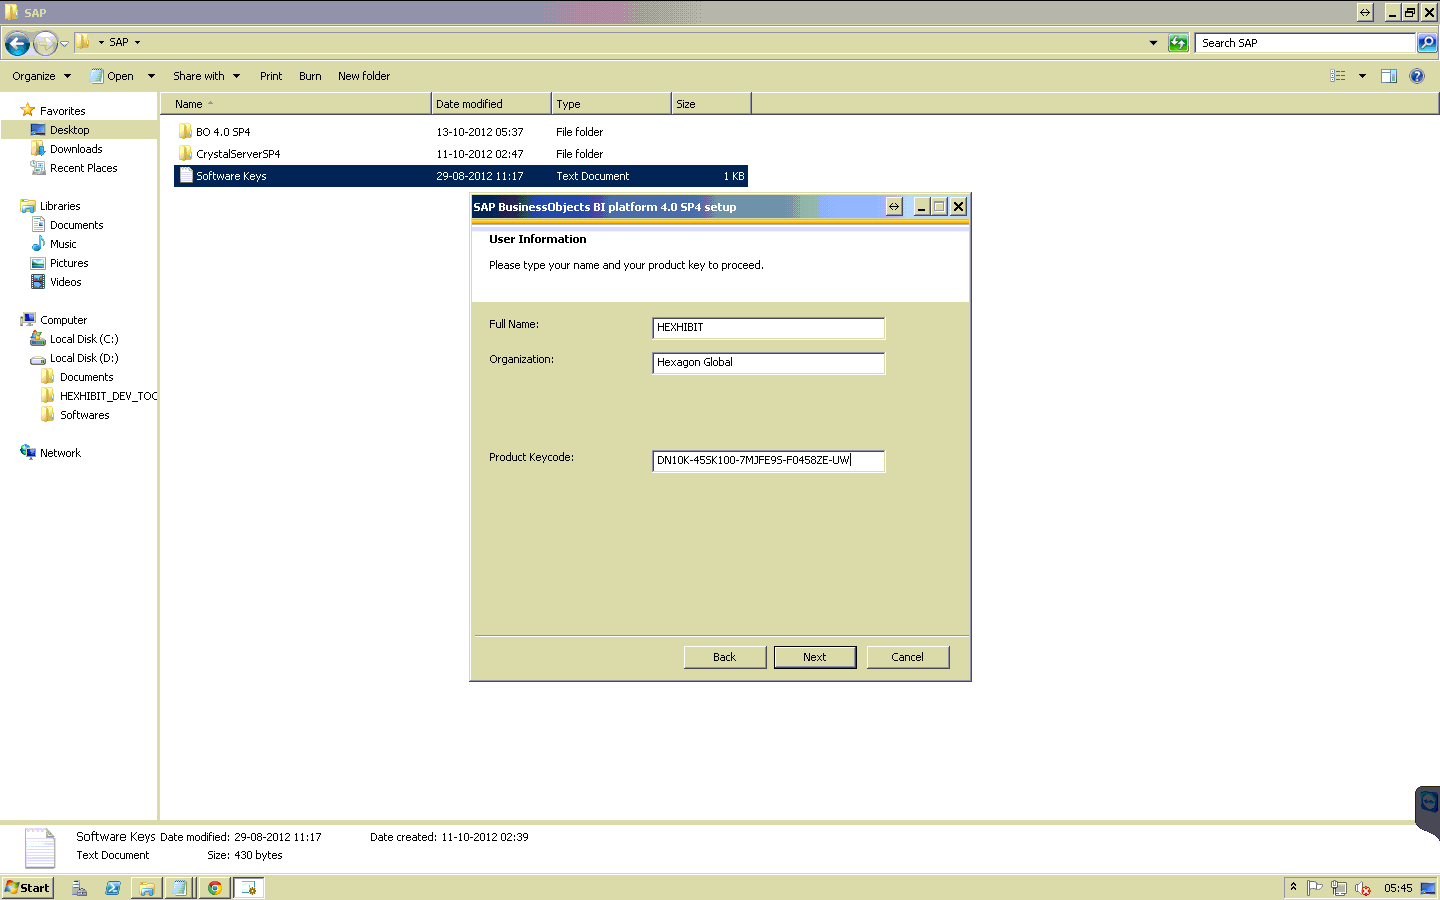 SAP
SAP
Search SAP
Organize Open Share with Print Burn New folder
Name Date modified Type Size
Favorites
Desktop
Downloads
Recent Places
Libraries
Documents
Music
Pictures
Videos
Computer
Local Disk (C:)
Local Disk (D:)
Documents
HEXHIBIT_DEV_TOO
Softwares
Network
BO 4.0 SP4 13-10-2012 05:37 File folder
CrystalServerSP4 11-10-2012 02:47 File folder
Software Keys 29-08-2012 11:17 Text Document 1 KB
SAP BusinessObjects BI platform 4.0 SP4 setup
User Information
Please type your name and your product key to proceed.
Full Name: HEXHIBIT
Organization: Hexagon Global
Product Keycode: DN10K-45SK100-7MJFE9S-F0458ZE-UW
Back Next Cancel
Software Keys Date modified: 29-08-2012 11:17 Date created: 11-10-2012 02:39
Text Document Size: 430 bytes
Start 05:45